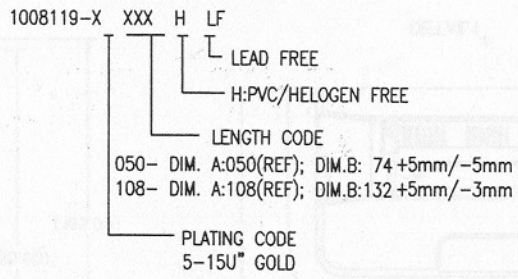 1008119-X XXX H LF
LEAD FREE
H:PVC/HELOGEN FREE
LENGTH CODE
050- DIM. A:050(REF); DIM.B: 74 +5mm/-5mm
108- DIM. A:108(REF); DIM.B:132 +5mm/-3mm
PLATING CODE
5-15U" GOLD